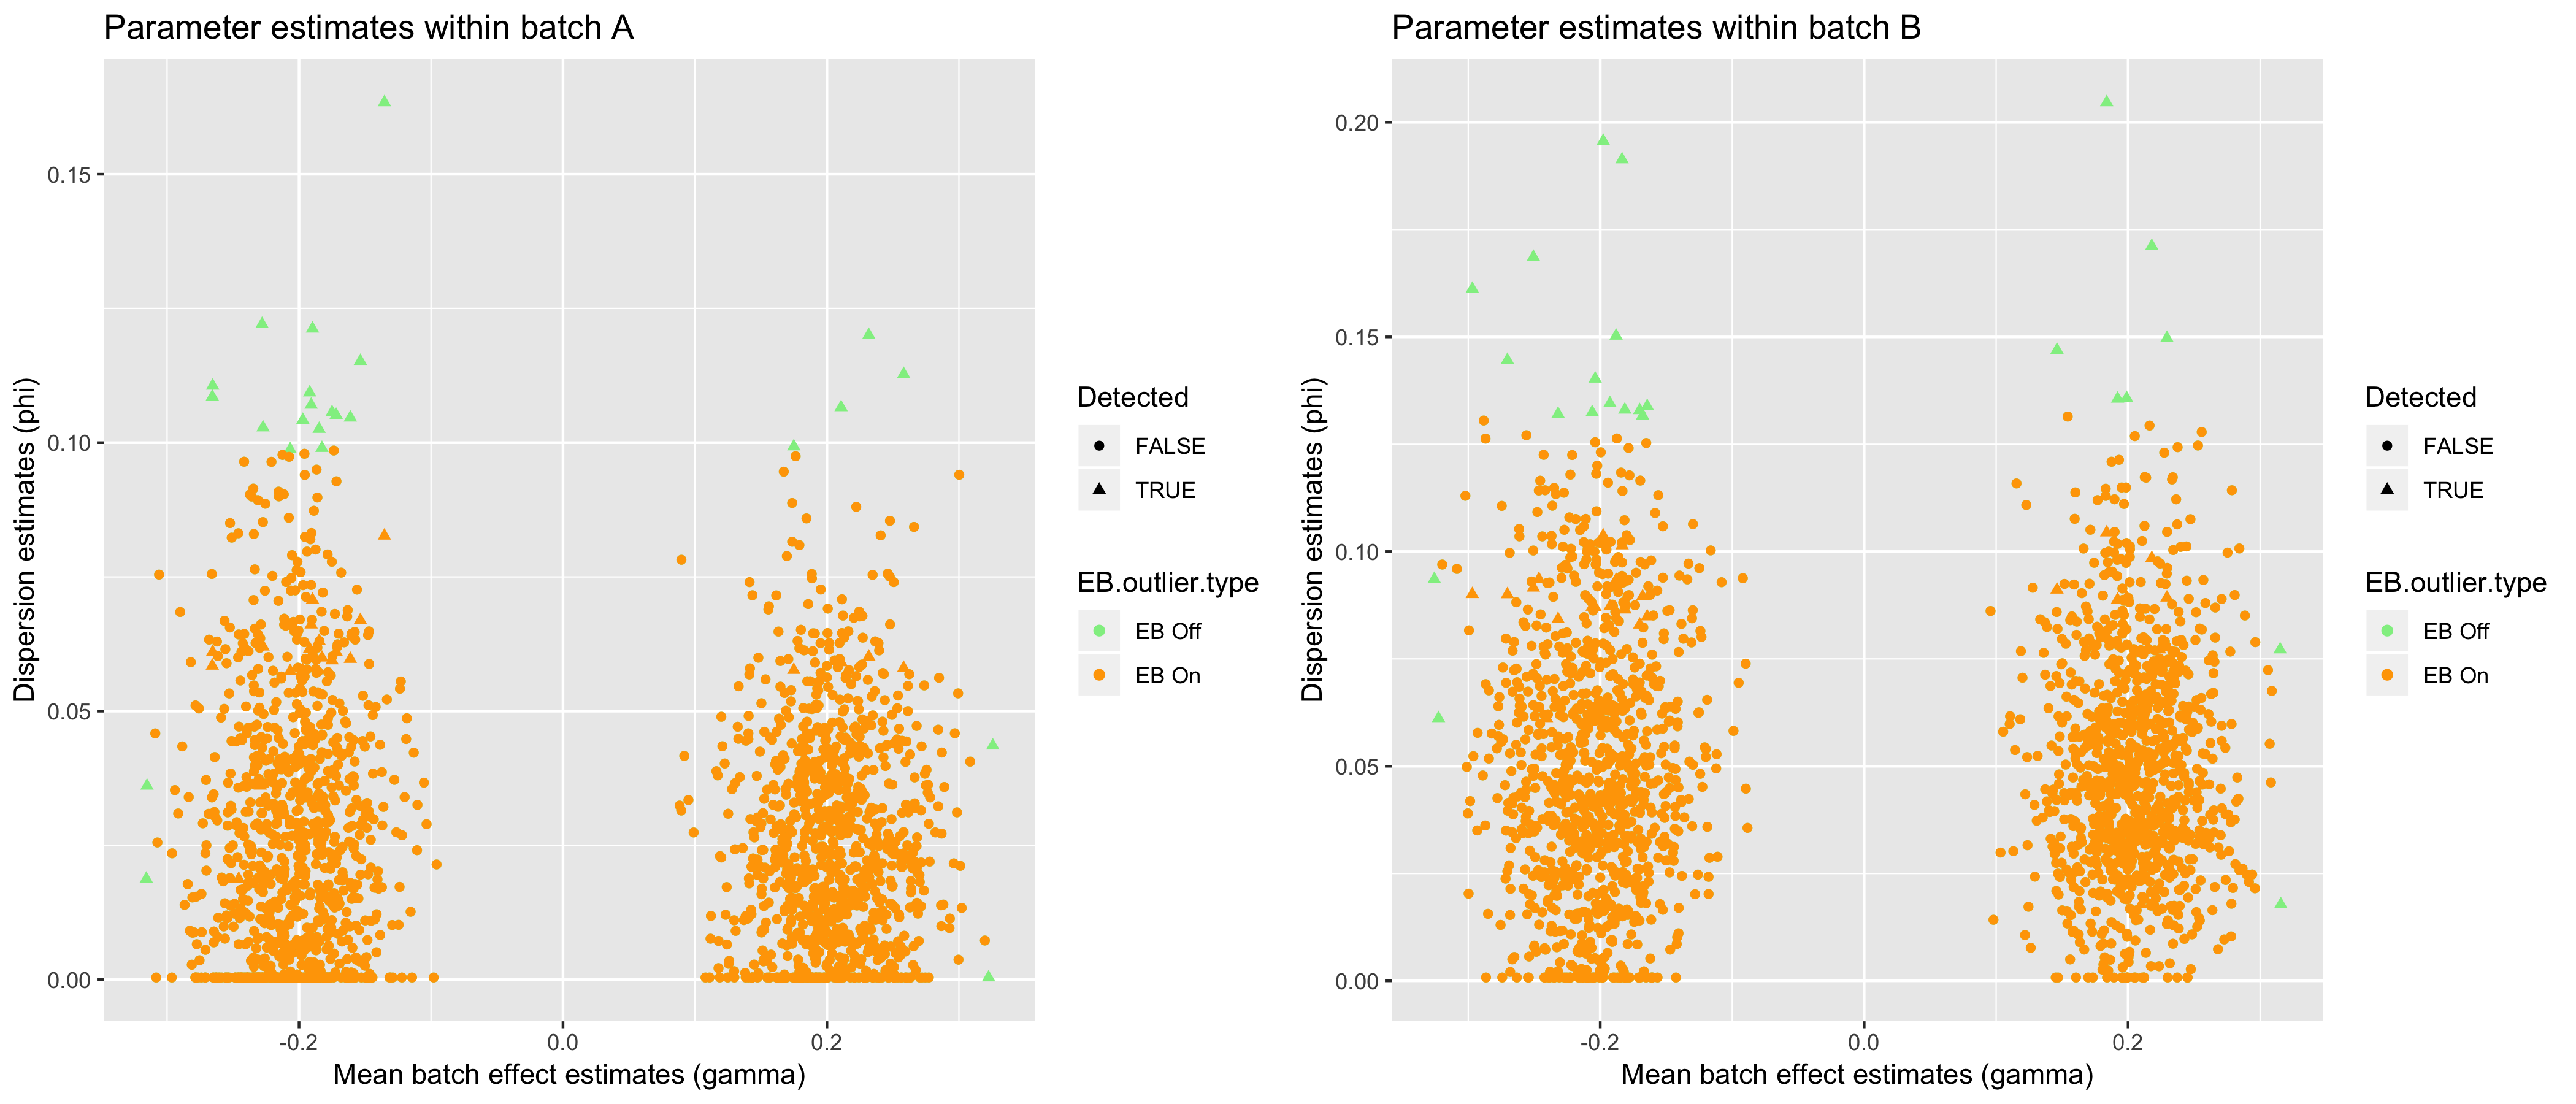 Parameter estimates within batch A
Dispersion estimates (phi)
0.15
0.10
0.05
0.00
-0.2
0.0
0.2
Mean batch effect estimates (gamma)
Detected
FALSE
TRUE
EB.outlier.type
EB Off
EB On
Parameter estimates within batch B
Dispersion estimates (phi)
0.20
0.15
0.10
0.05
0.00
-0.2
0.0
0.2
Mean batch effect estimates (gamma)
Detected
FALSE
TRUE
EB.outlier.type
EB Off
EB On